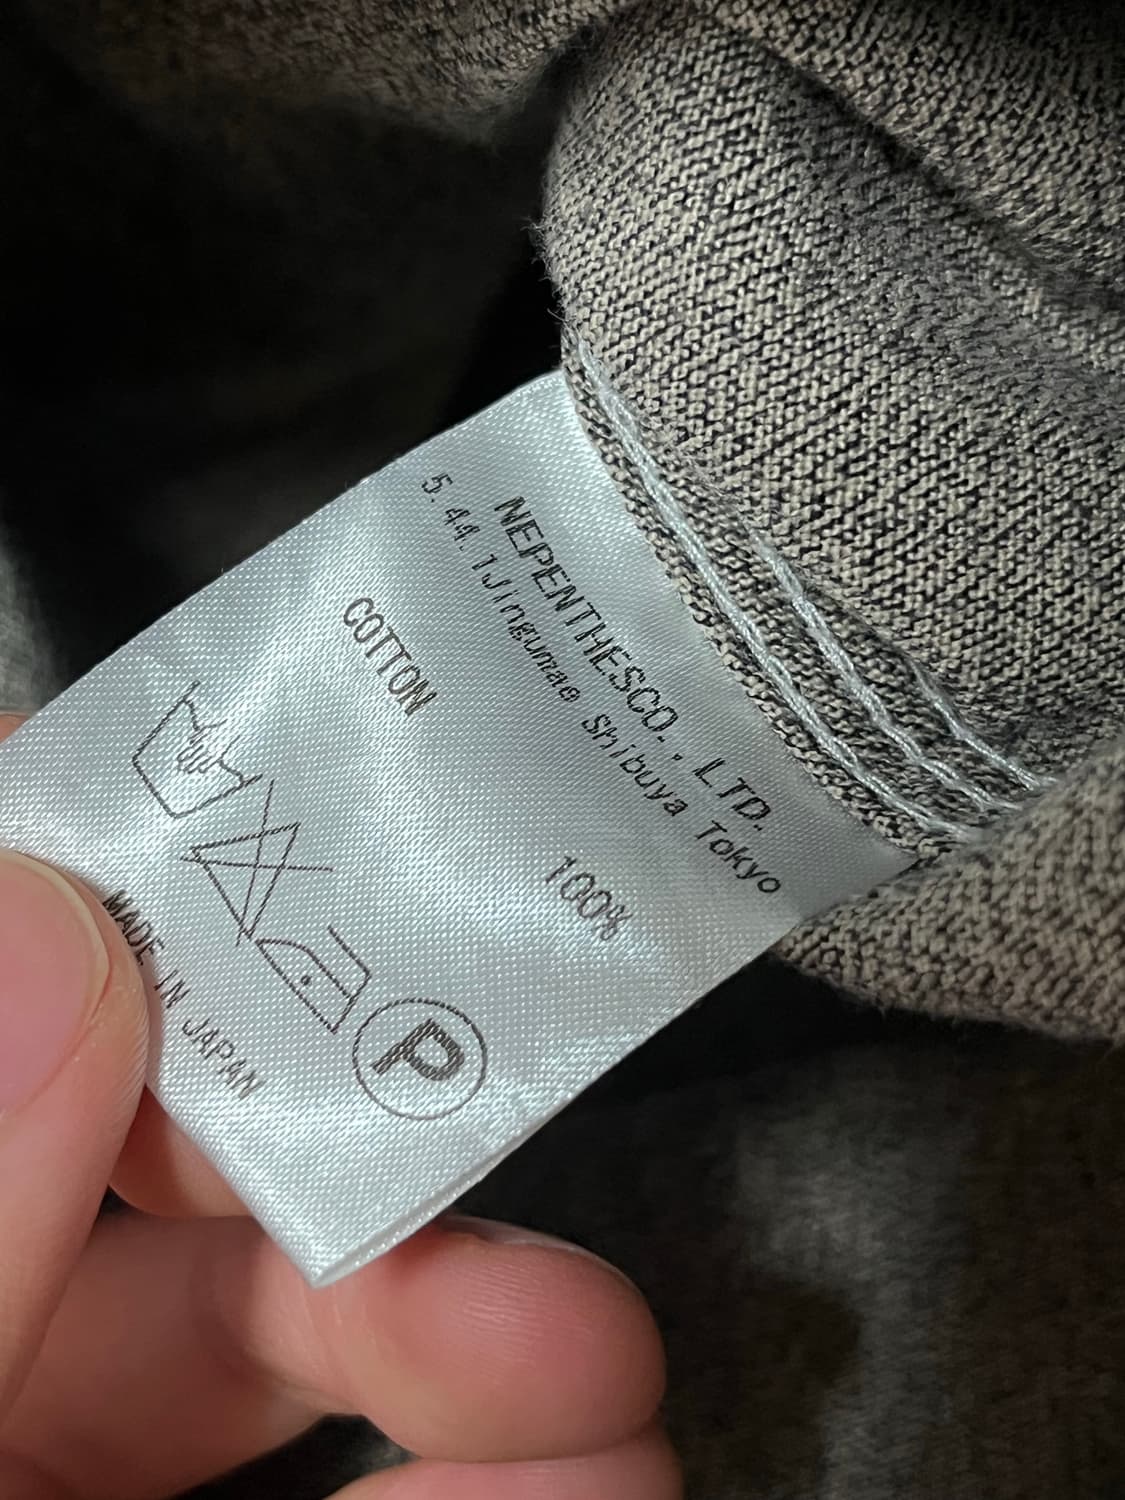 NEPENTHESCO.,LTD.
5.44.1Jingumae Shibuya Tokyo
COTTON 100%
P
MADE IN JAPAN